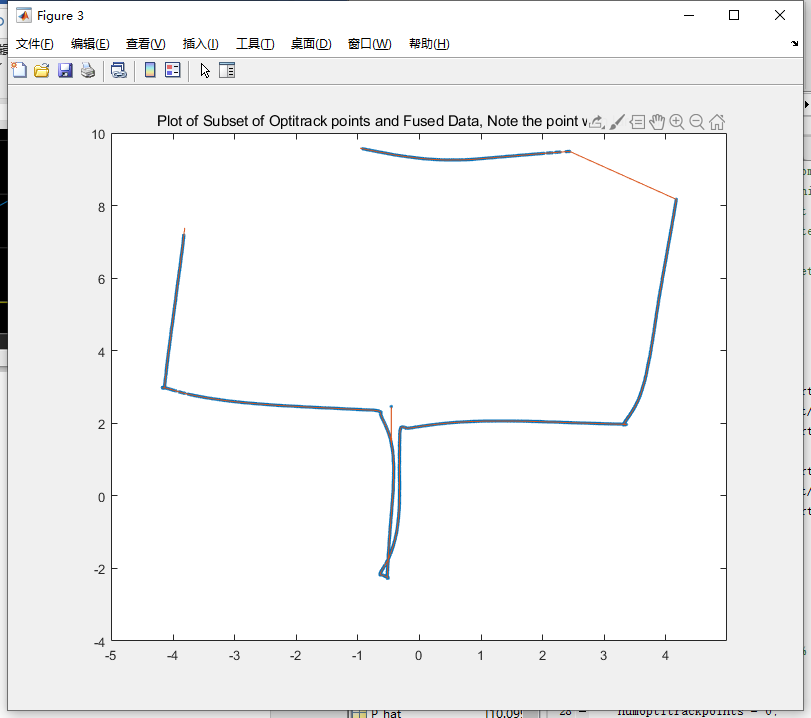 Figure 3
文件(F) 编辑(E) 查看(V) 插入(I) 工具(T) 桌面(D) 窗口(W) 帮助(H)
Plot of Subset of Optitrack points and Fused Data, Note the point
10
8
6
4
2
0
-2
-4
-5 -4 -3 -2 -1 0 1 2 3 4
P_hat
28
numoptitrackpoints = 0;